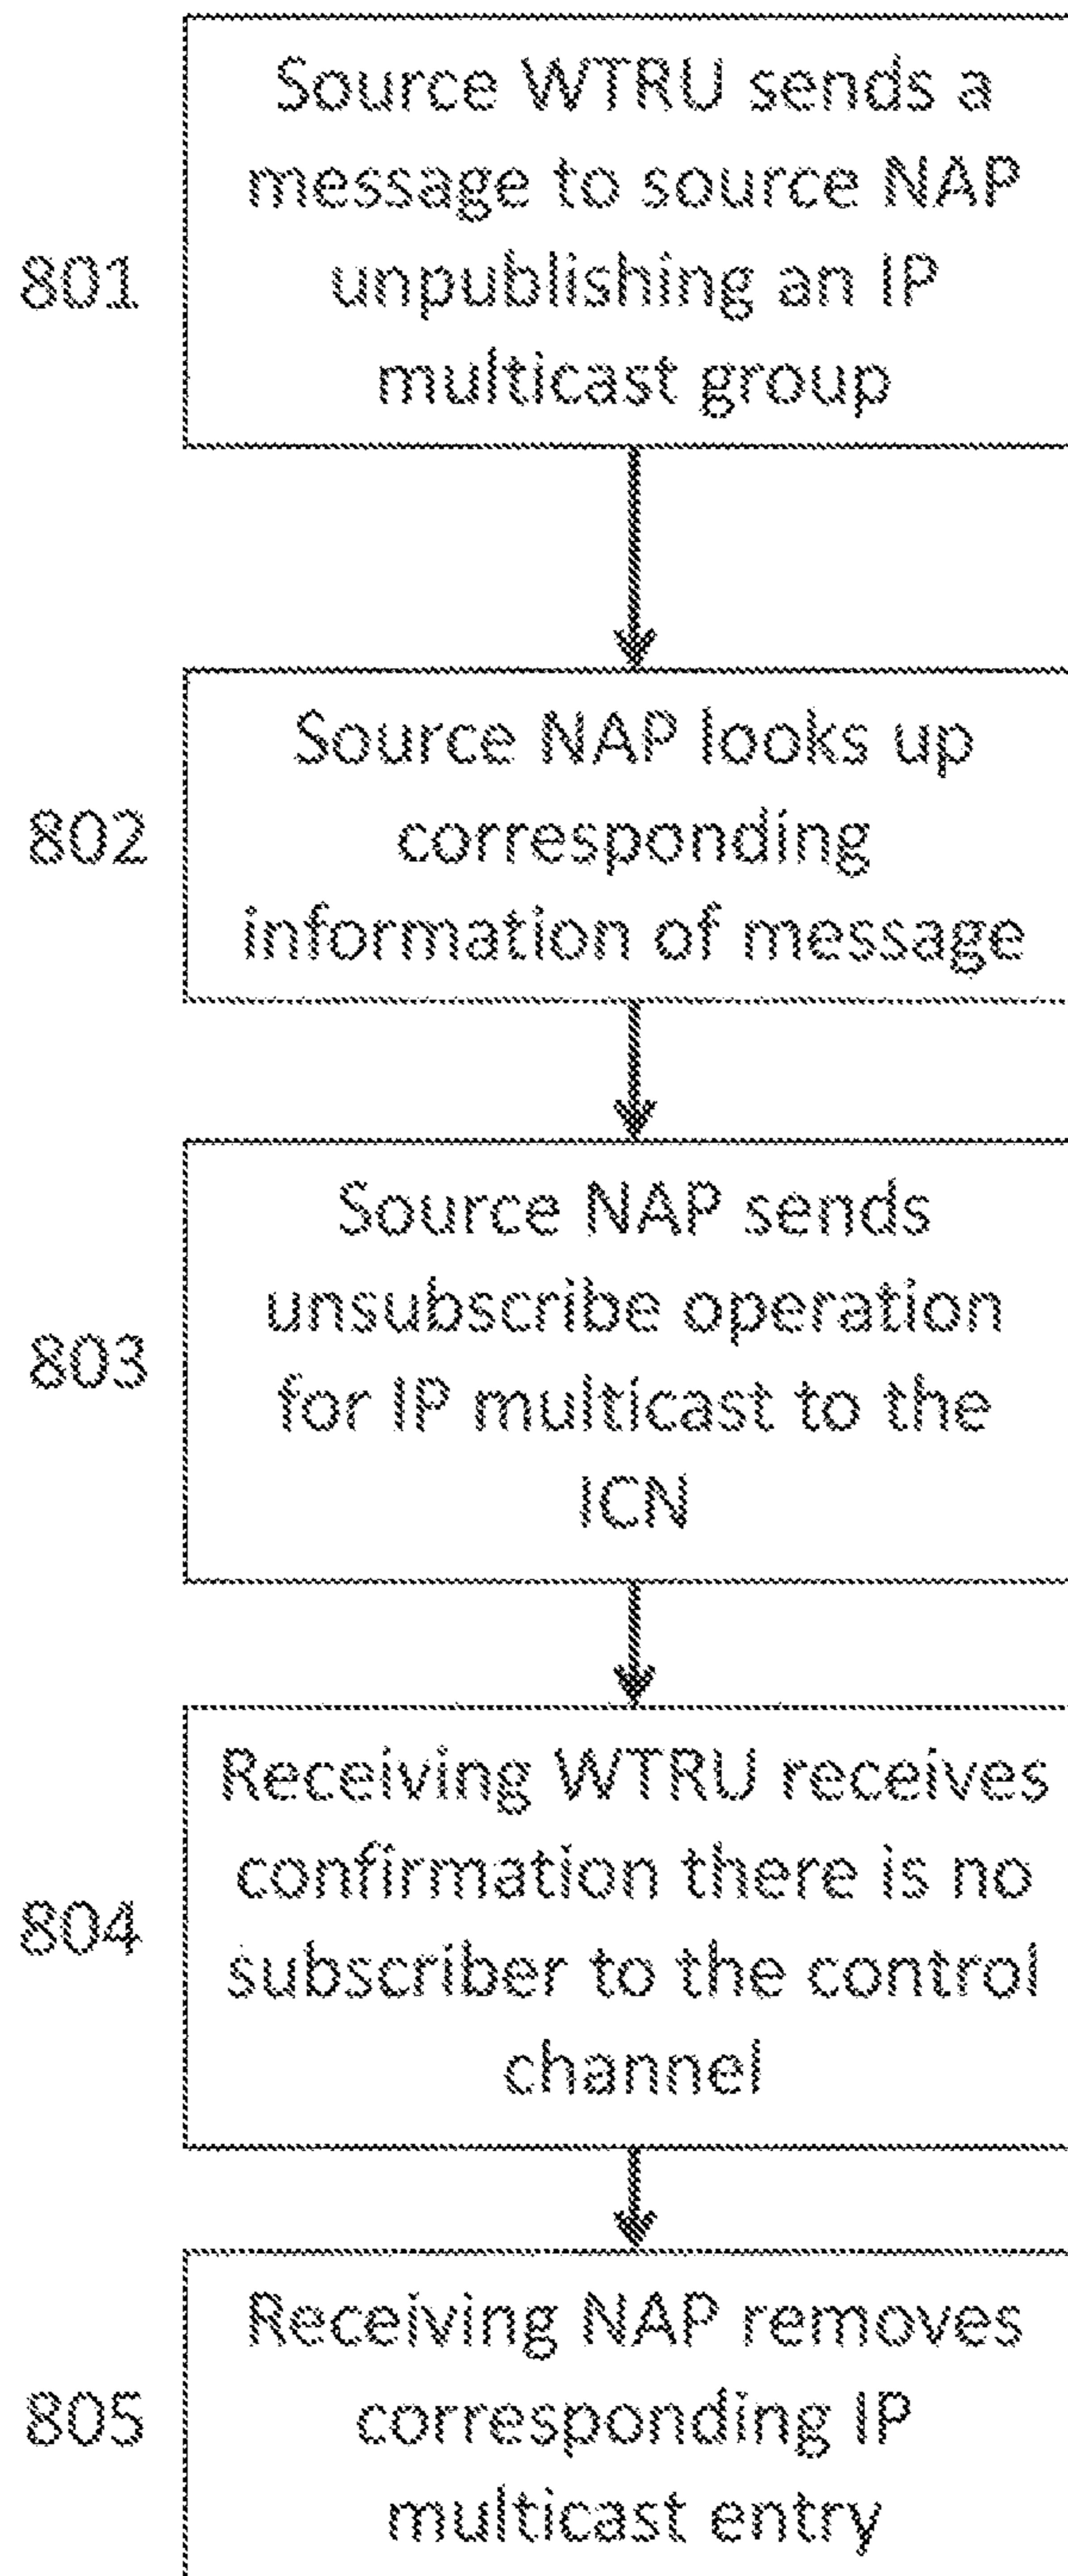 Source WTRU sends a
message to source NAP
801
unpublishing an IP
multicast group
Source NAP looks up
802
corresponding
information of message
Source NAP sends
unsubscribe operation
803
for IP multicast to the
ICN
Receiving WTRU receives
confirmation there is no
804
subscriber to the control
channel
Receiving NAP removes
805
corresponding IP
multicast entry